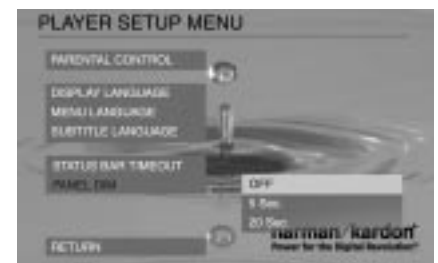 PLAYER SETUP MENU
PARENTAL CONTROL
DISPLAY LANGUAGE
MENU LANGUAGE
SUBTITLE LANGUAGE
STATUS BAR TIMEOUT
PANEL DIM
OFF
5 Sec.
20 Sec.
RETURN
harman/kardon
Power for the Digital Revolution